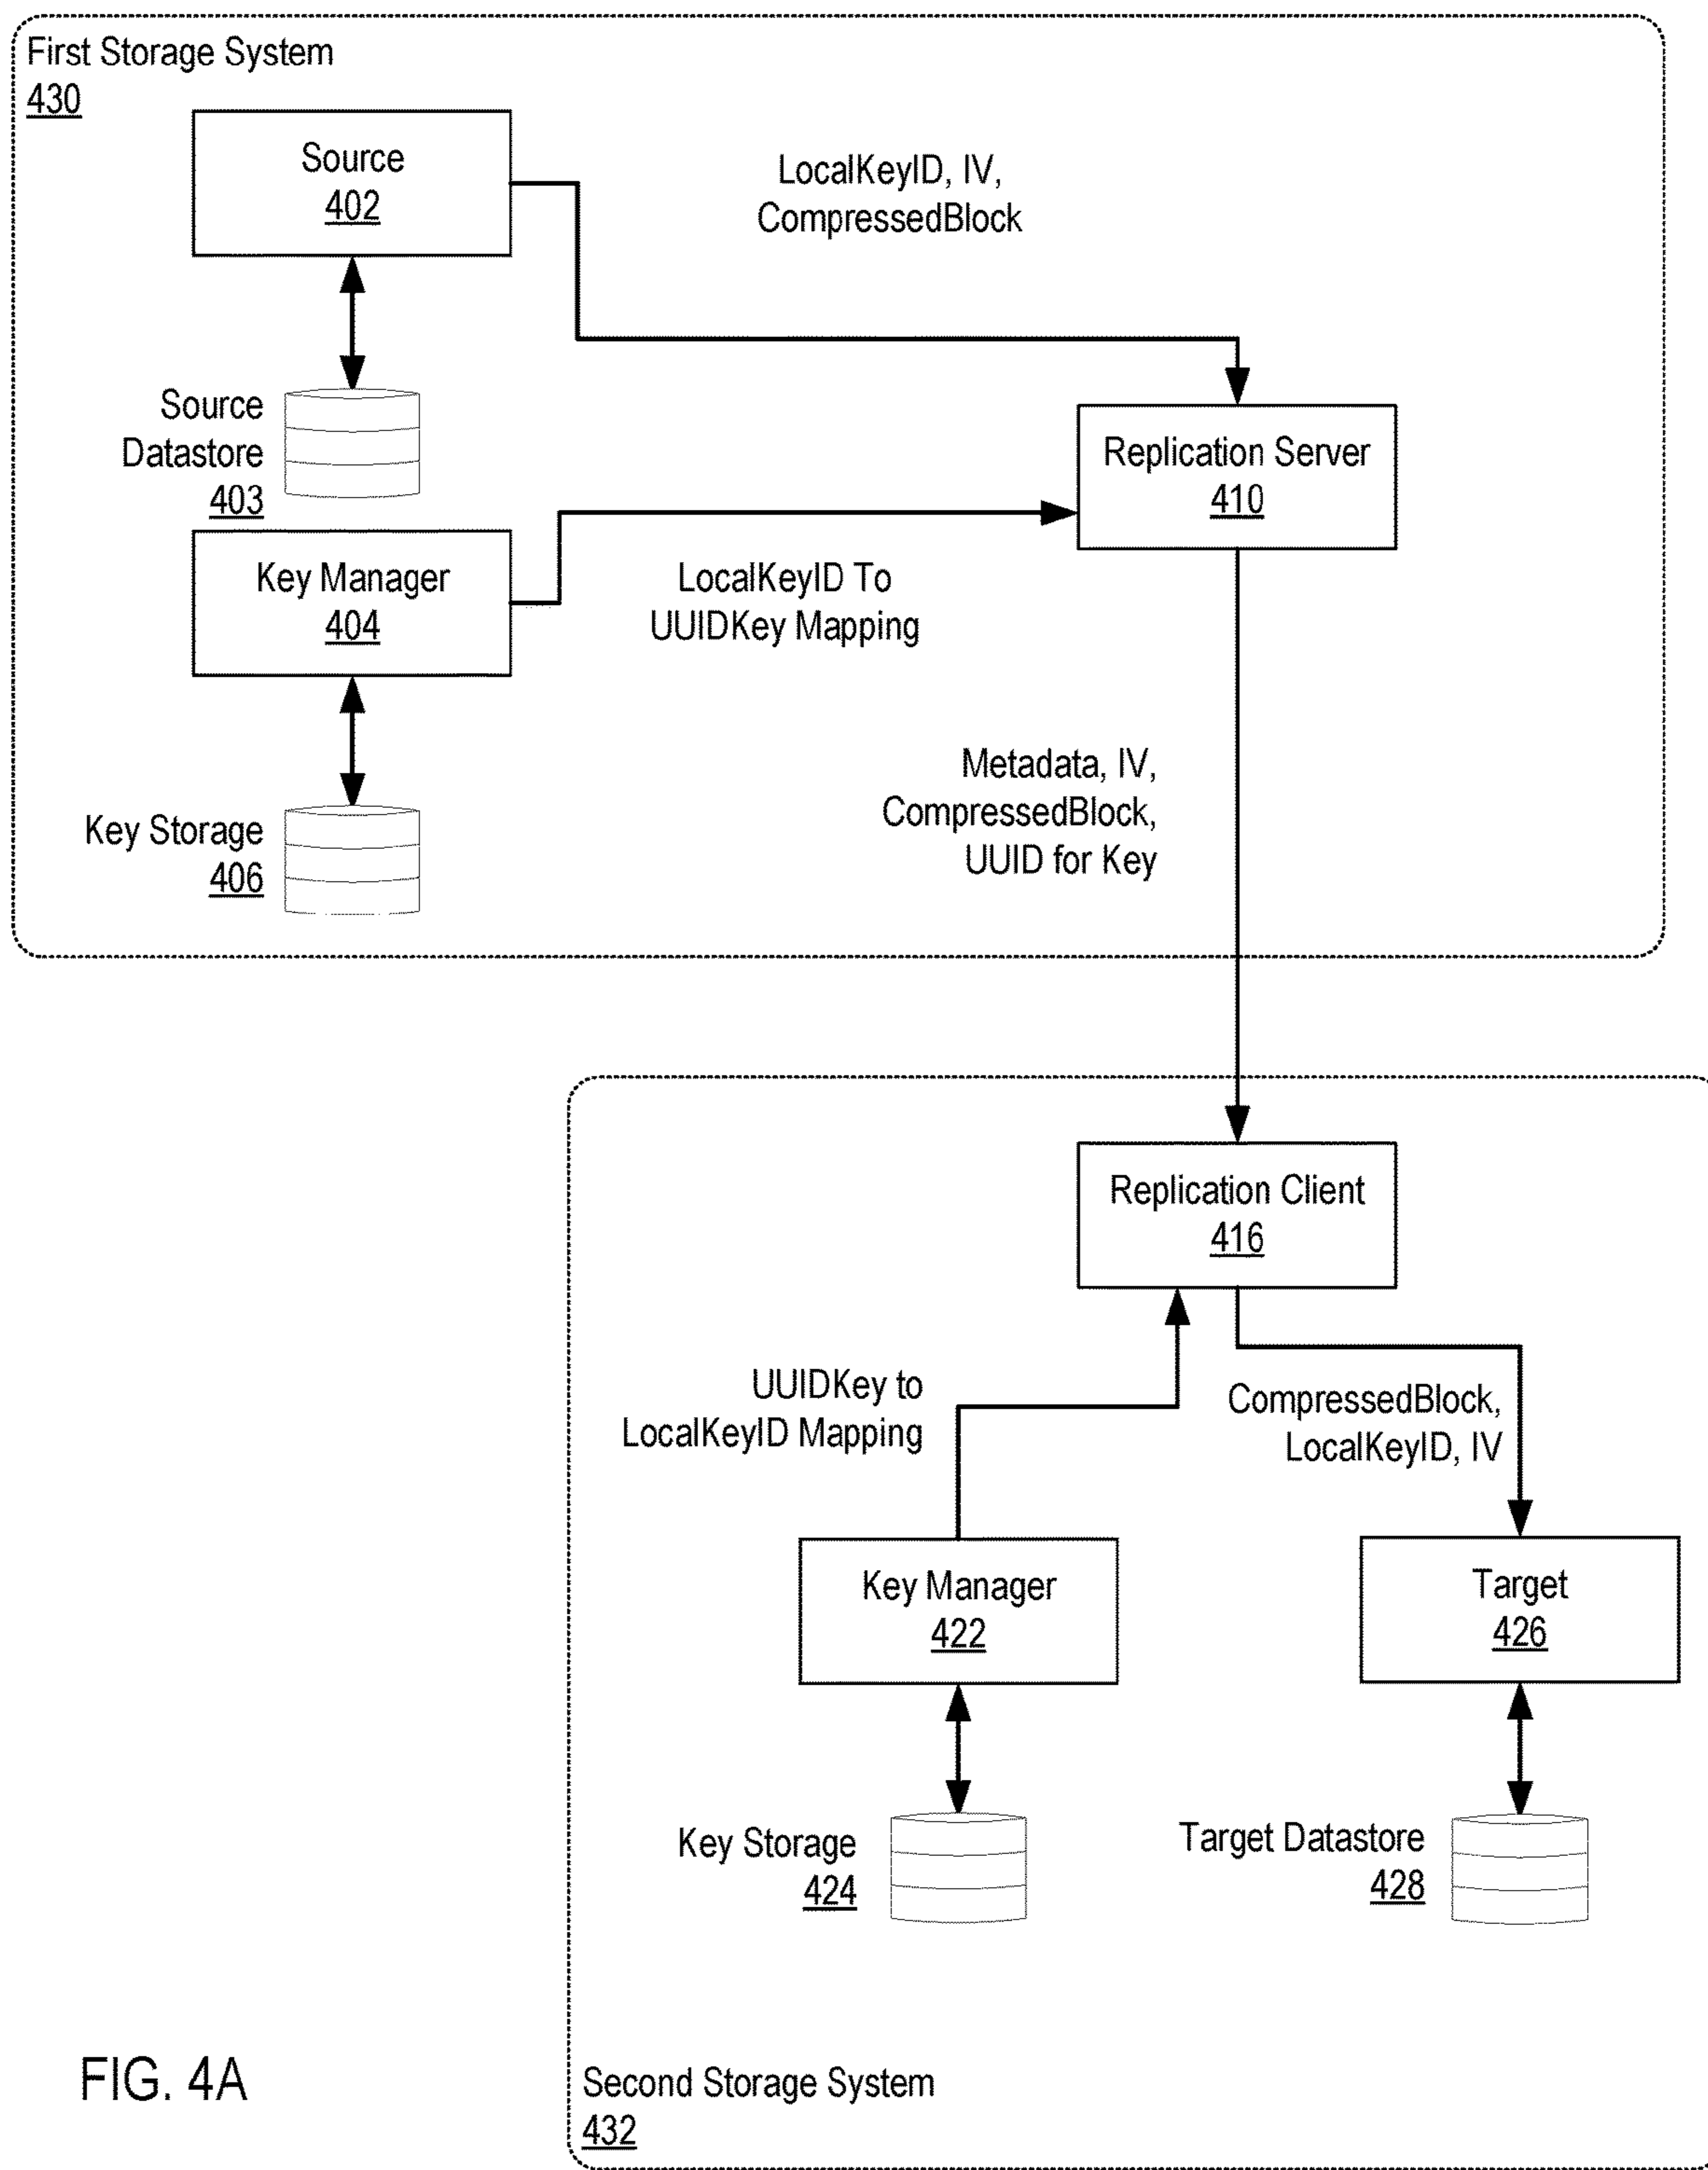 First Storage System
430
Source
402
LocalKeyID, IV,
CompressedBlock
Source
Datastore
403
Replication Server
410
Key Manager
404
LocalKeyID To
UUIDKey Mapping
Key Storage
406
Metadata, IV,
CompressedBlock,
UUID for Key
Replication Client
416
UUIDKey to
LocalKeyID Mapping
CompressedBlock,
LocalKeyID, IV
Key Manager
422
Target
426
Key Storage
424
Target Datastore
428
FIG. 4A
Second Storage System
432